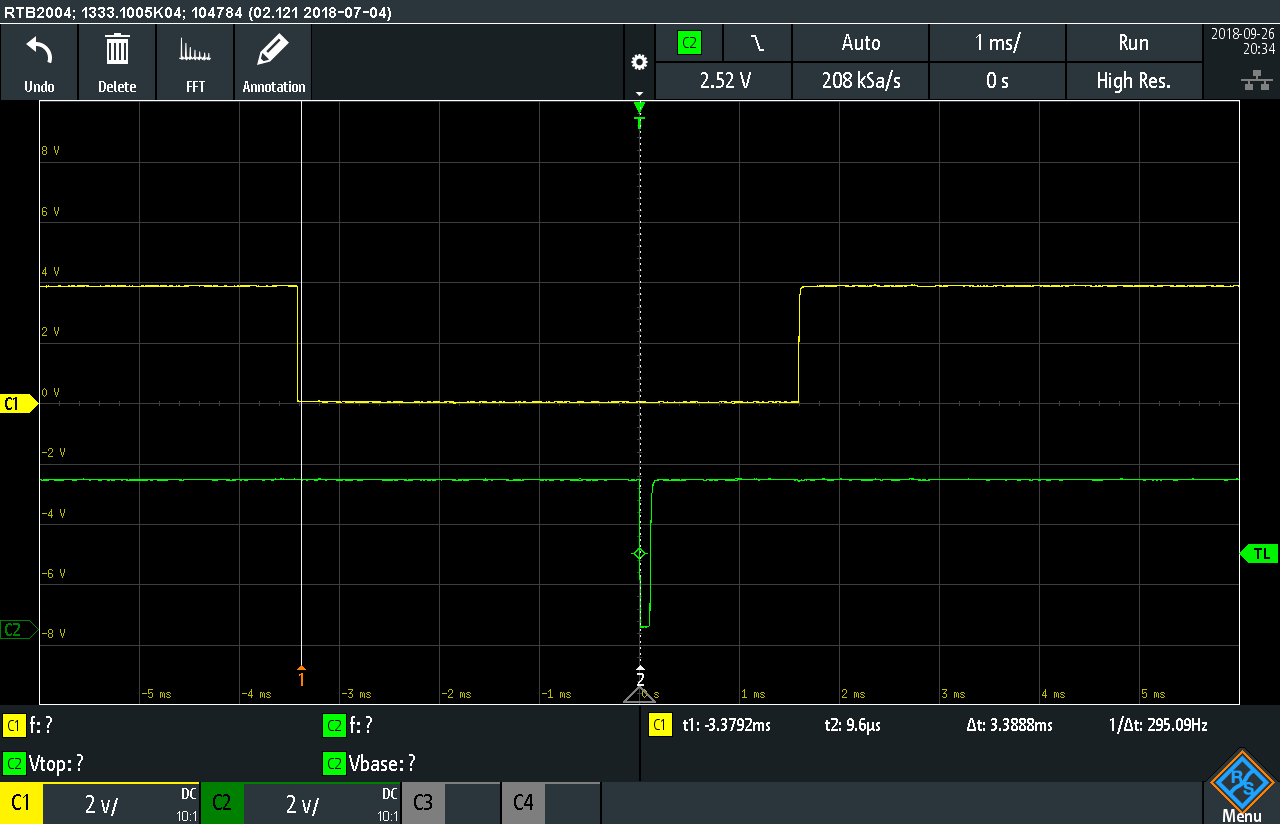 RTB2004; 1333.1005K04; 104784 (02.121 2018-07-04)
Undo Delete FFT Annotation
C2 Auto 1 ms/ Run
2.52 V 208 kSa/s 0 s High Res.
2018-09-26
20:34
T
8 V
6 V
4 V
2 V
0 V
C1
-2 V
-4 V
TL
-6 V
C2
-8 V
1 2
-5 ms -4 ms -3 ms -2 ms -1 ms 0 s 1 ms 2 ms 3 ms 4 ms 5 ms
C1 f: ? C2 f: ? C1 t1: -3.3792ms t2: 9.6µs Δt: 3.3888ms 1/Δt: 295.09Hz
C2 Vtop: ? C2 Vbase: ?
C1 2 V/ DC 10:1 C2 2 V/ DC 10:1 C3 C4
R&S
Menu